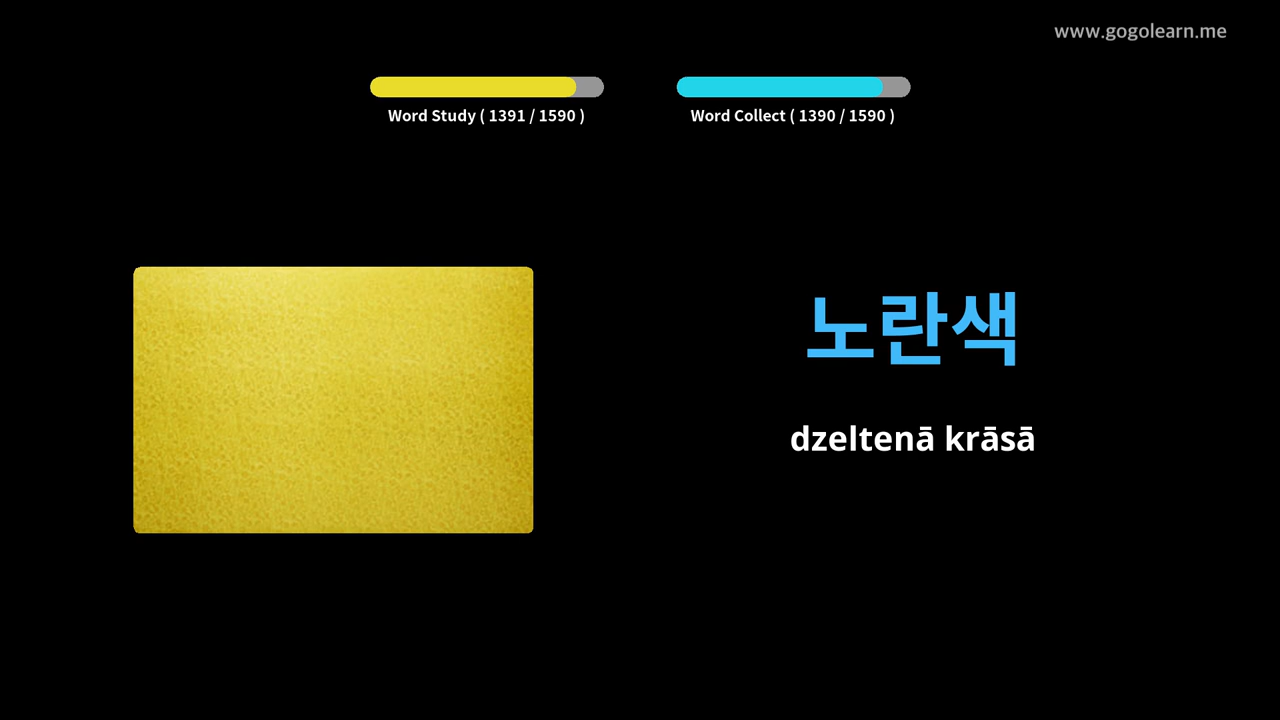 www.gogolearn.me
Word Study ( 1391 / 1590 )
Word Collect ( 1390 / 1590 )
노란색
dzeltenā krāsā